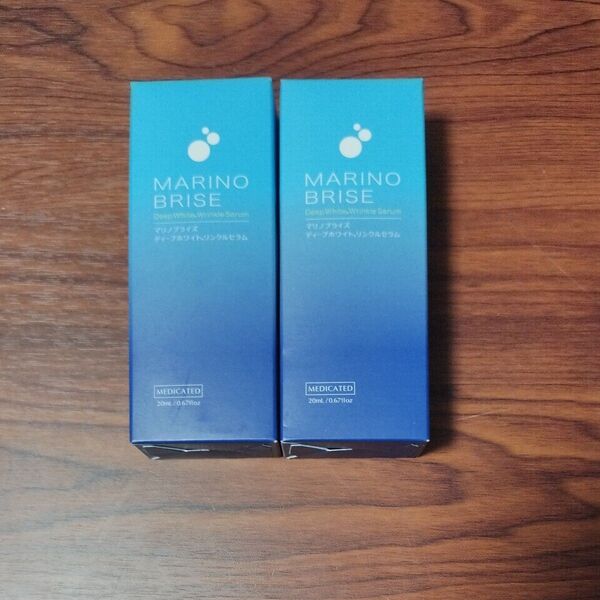 MARINO
BRISE
Deep White&Wrinkle Serum
マリノブライズ
ディープホワイト&リンクルセラム
MEDICATED
20mL / 0.67floz
MARINO
BRISE
Deep White&Wrinkle Serum
マリノブライズ
ディープホワイト&リンクルセラム
MEDICATED
20mL / 0.67floz